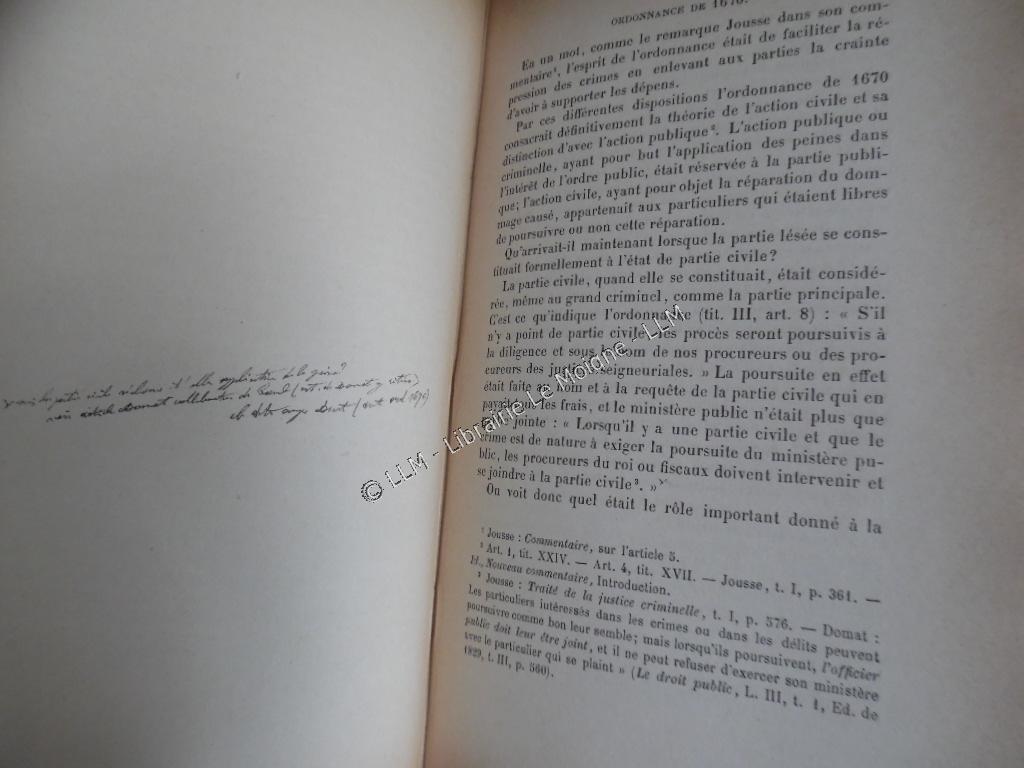 la partie civile
ORDONNANCE DE 1670.
En un mot, comme le remarque Jousse dans son com-
mentaire¹, l'esprit de l'ordonnance était de faciliter la ré-
pression des crimes en enlevant aux parties la crainte
d'avoir à supporter les dépens.
Par ces différentes dispositions l'ordonnance de 1670
consacrait définitivement la théorie de l'action civile et sa
distinction d'avec l'action publique². L'action publique ou
criminelle, ayant pour but l'application des peines dans
l'intérêt de l'ordre public, était réservée à la partie publi-
que; l'action civile, ayant pour objet la réparation du dom-
mage causé, appartenait aux particuliers qui étaient libres
de poursuivre ou non cette réparation.
Qu'arrivait-il maintenant lorsque la partie lésée se cons-
tituait formellement à l'état de partie civile?
La partie civile, quand elle se constituait, était considé-
rée, même au grand criminel, comme la partie principale.
C'est ce qu'indique l'ordonnance (tit. III, art. 8) : « S'il
n'y a point de partie civile, les procès seront poursuivis à
la diligence et sous le nom de nos procureurs ou des pro-
cureurs des justices seigneuriales. » La poursuite en effet
était faite au nom et à la requête de la partie civile qui en
payait tous les frais, et le ministère public n'était plus que
partie jointe : « Lorsqu'il y a une partie civile et que le
crime est de nature à exiger la poursuite du ministère pu-
blic, les procureurs du roi ou fiscaux doivent intervenir et
se joindre à la partie civile³. »
On voit donc quel était le rôle important donné à la
¹ Jousse : Commentaire, sur l'article 5.
² Art. 1, tit. XXIV. — Art. 4, tit. XVII. — Jousse, t. I, p. 361. —
H., Nouveau commentaire, Introduction.
³ Jousse : Traité de la justice criminelle, t. I, p. 576. — Domat :
Les particuliers intéressés dans les crimes ou dans les délits peuvent
poursuivre comme bon leur semble; mais lorsqu'ils poursuivent, l'officier
public doit leur être joint, et il ne peut refuser d'exercer son ministère
avec le particulier qui se plaint » (Le droit public, L. III, t. 1, Ed. de
1829, t. III, p. 560).
© LLM - Librairie Le Moigne - LLM